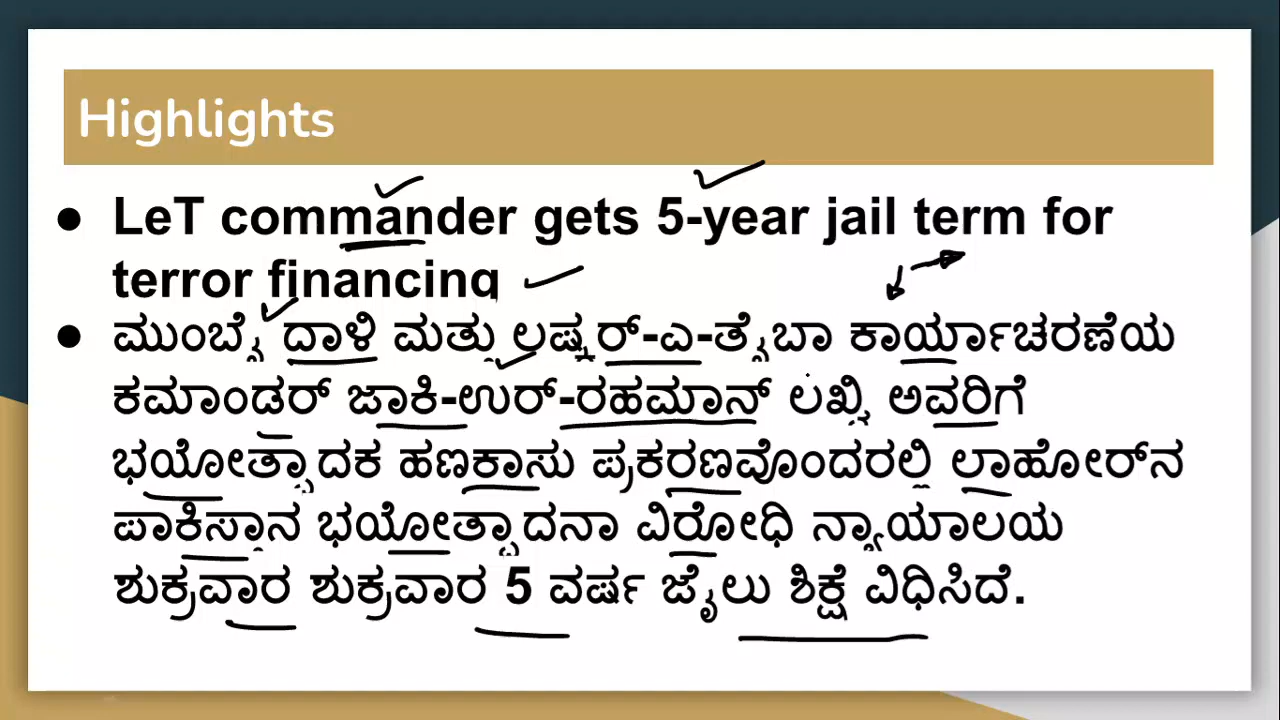 Highlights
● LeT commander gets 5-year jail term for
terror financing
● ಮುಂಬೈ ದಾಳಿ ಮತ್ತು ಲಷ್ಕರ್-ಎ-ತೈಬಾ ಕಾರ್ಯಾಚರಣೆಯ
ಕಮಾಂಡರ್ ಜಾಕಿ-ಉರ್-ರಹಮಾನ್ ಲಖ್ವಿ ಅವರಿಗೆ
ಭಯೋತ್ಪಾದಕ ಹಣಕಾಸು ಪ್ರಕರಣವೊಂದರಲ್ಲಿ ಲಾಹೋರ್‌ನ
ಪಾಕಿಸ್ತಾನ ಭಯೋತ್ಪಾದನಾ ವಿರೋಧಿ ನ್ಯಾಯಾಲಯ
ಶುಕ್ರವಾರ ಶುಕ್ರವಾರ 5 ವರ್ಷ ಜೈಲು ಶಿಕ್ಷೆ ವಿಧಿಸಿದೆ.